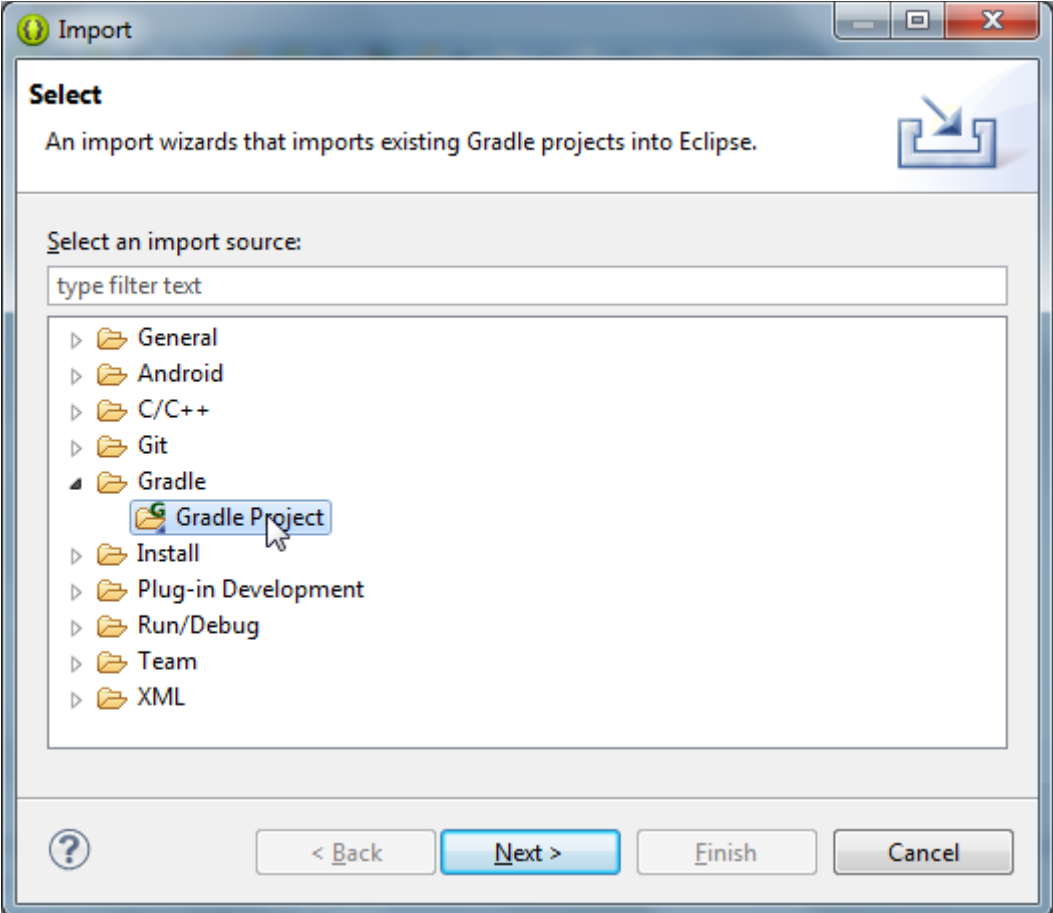 Import
Select
An import wizards that imports existing Gradle projects into Eclipse.
Select an import source:
type filter text
General
Android
C/C++
Git
Gradle
Gradle Project
Install
Plug-in Development
Run/Debug
Team
XML
< Back Next > Finish Cancel